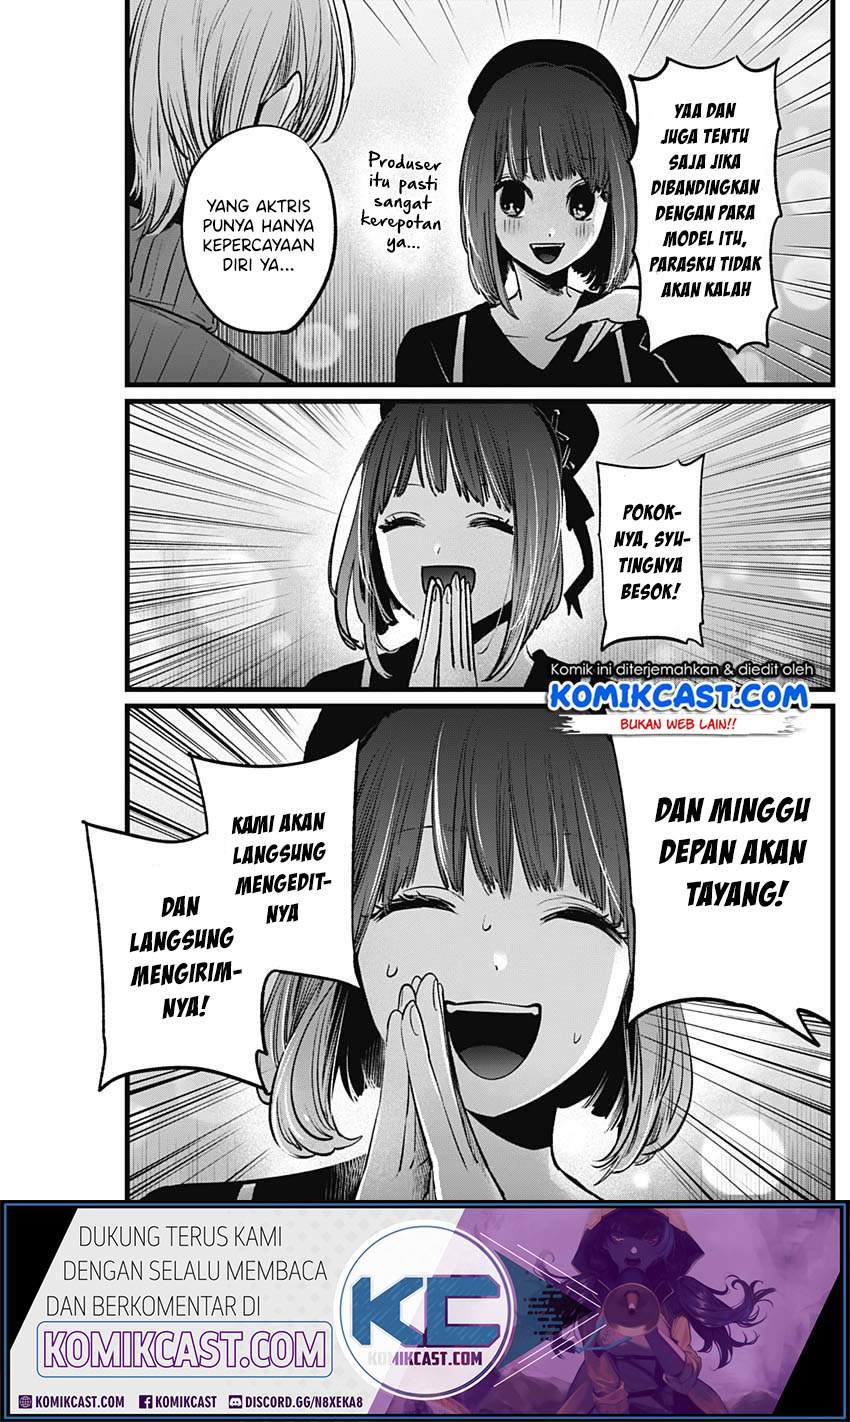 YAA DAN
JUGA TENTU
SAJA JIKA
DIBANDINGKAN
DENGAN PARA
MODEL ITU,
PARASKU TIDAK
AKAN KALAH
Produser
itu pasti
sangat
kerepotan
ya...
YANG AKTRIS
PUNYA HANYA
KEPERCAYAAN
DIRI YA...
POKOK-
NYA, SYU-
TINGNYA
BESOK!
Komik ini diterjemahkan & diedit oleh
KOMIKCAST.COM
BUKAN WEB LAIN!!
DAN MINGGU
DEPAN AKAN
TAYANG!
KAMI AKAN
LANGSUNG
MENGEDIT-
NYA
DAN
LANGSUNG
MENGIRIM-
NYA!
DUKUNG TERUS KAMI
DENGAN SELALU MEMBACA
DAN BERKOMENTAR DI
KOMIKCAST.COM
KOMIKCAST.COM KOMIKCAST DISCORD.GG/N8XEKA8
KC
KOMIKCAST.COM